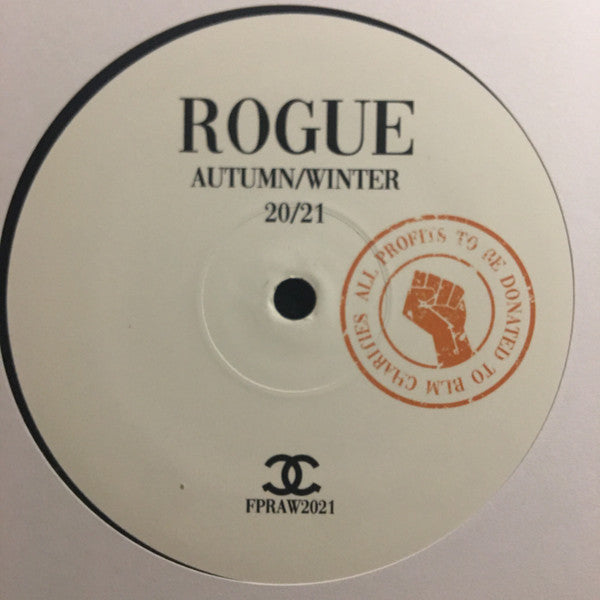 ROGUE
AUTUMN/WINTER
20/21
ALL PROFITS TO BE DONATED TO BLM CHARITIES
FPRAW2021